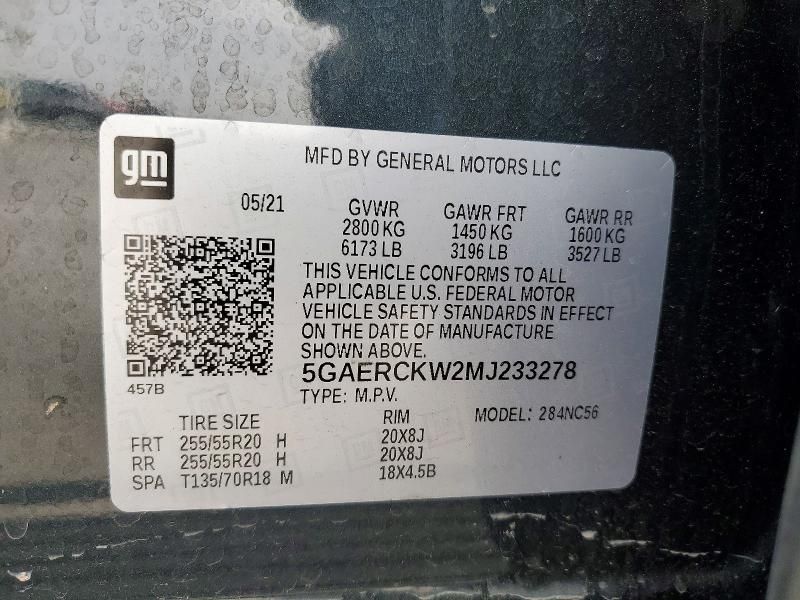 gm
MFD BY GENERAL MOTORS LLC
05/21
GVWR GAWR FRT GAWR RR
2800 KG 1450 KG 1600 KG
6173 LB 3196 LB 3527 LB
THIS VEHICLE CONFORMS TO ALL
APPLICABLE U.S. FEDERAL MOTOR
VEHICLE SAFETY STANDARDS IN EFFECT
ON THE DATE OF MANUFACTURE
SHOWN ABOVE.
457B
5GAERCKW2MJ233278
TYPE: M.P.V. MODEL: 284NC56
TIRE SIZE RIM
FRT 255/55R20 H 20X8J
RR 255/55R20 H 20X8J
SPA T135/70R18 M 18X4.5B